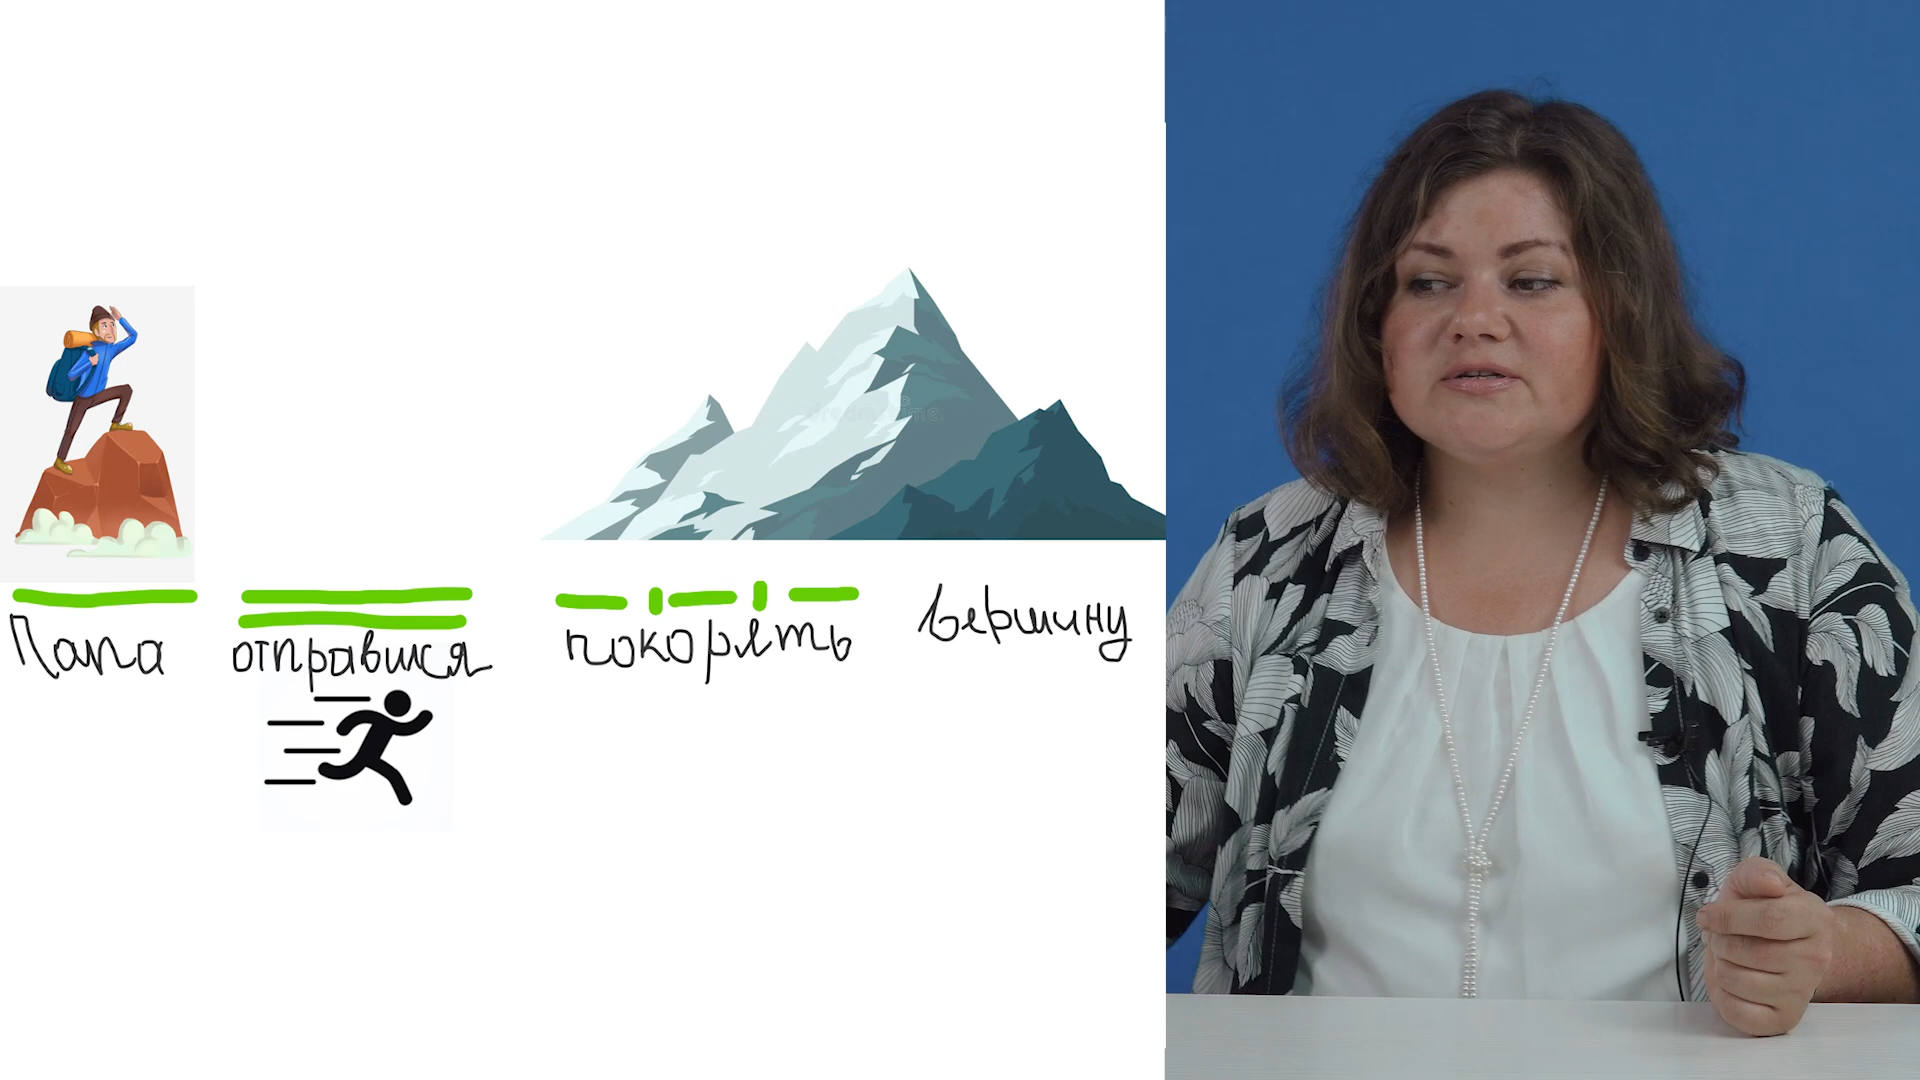 Папа отправился покорять вершину